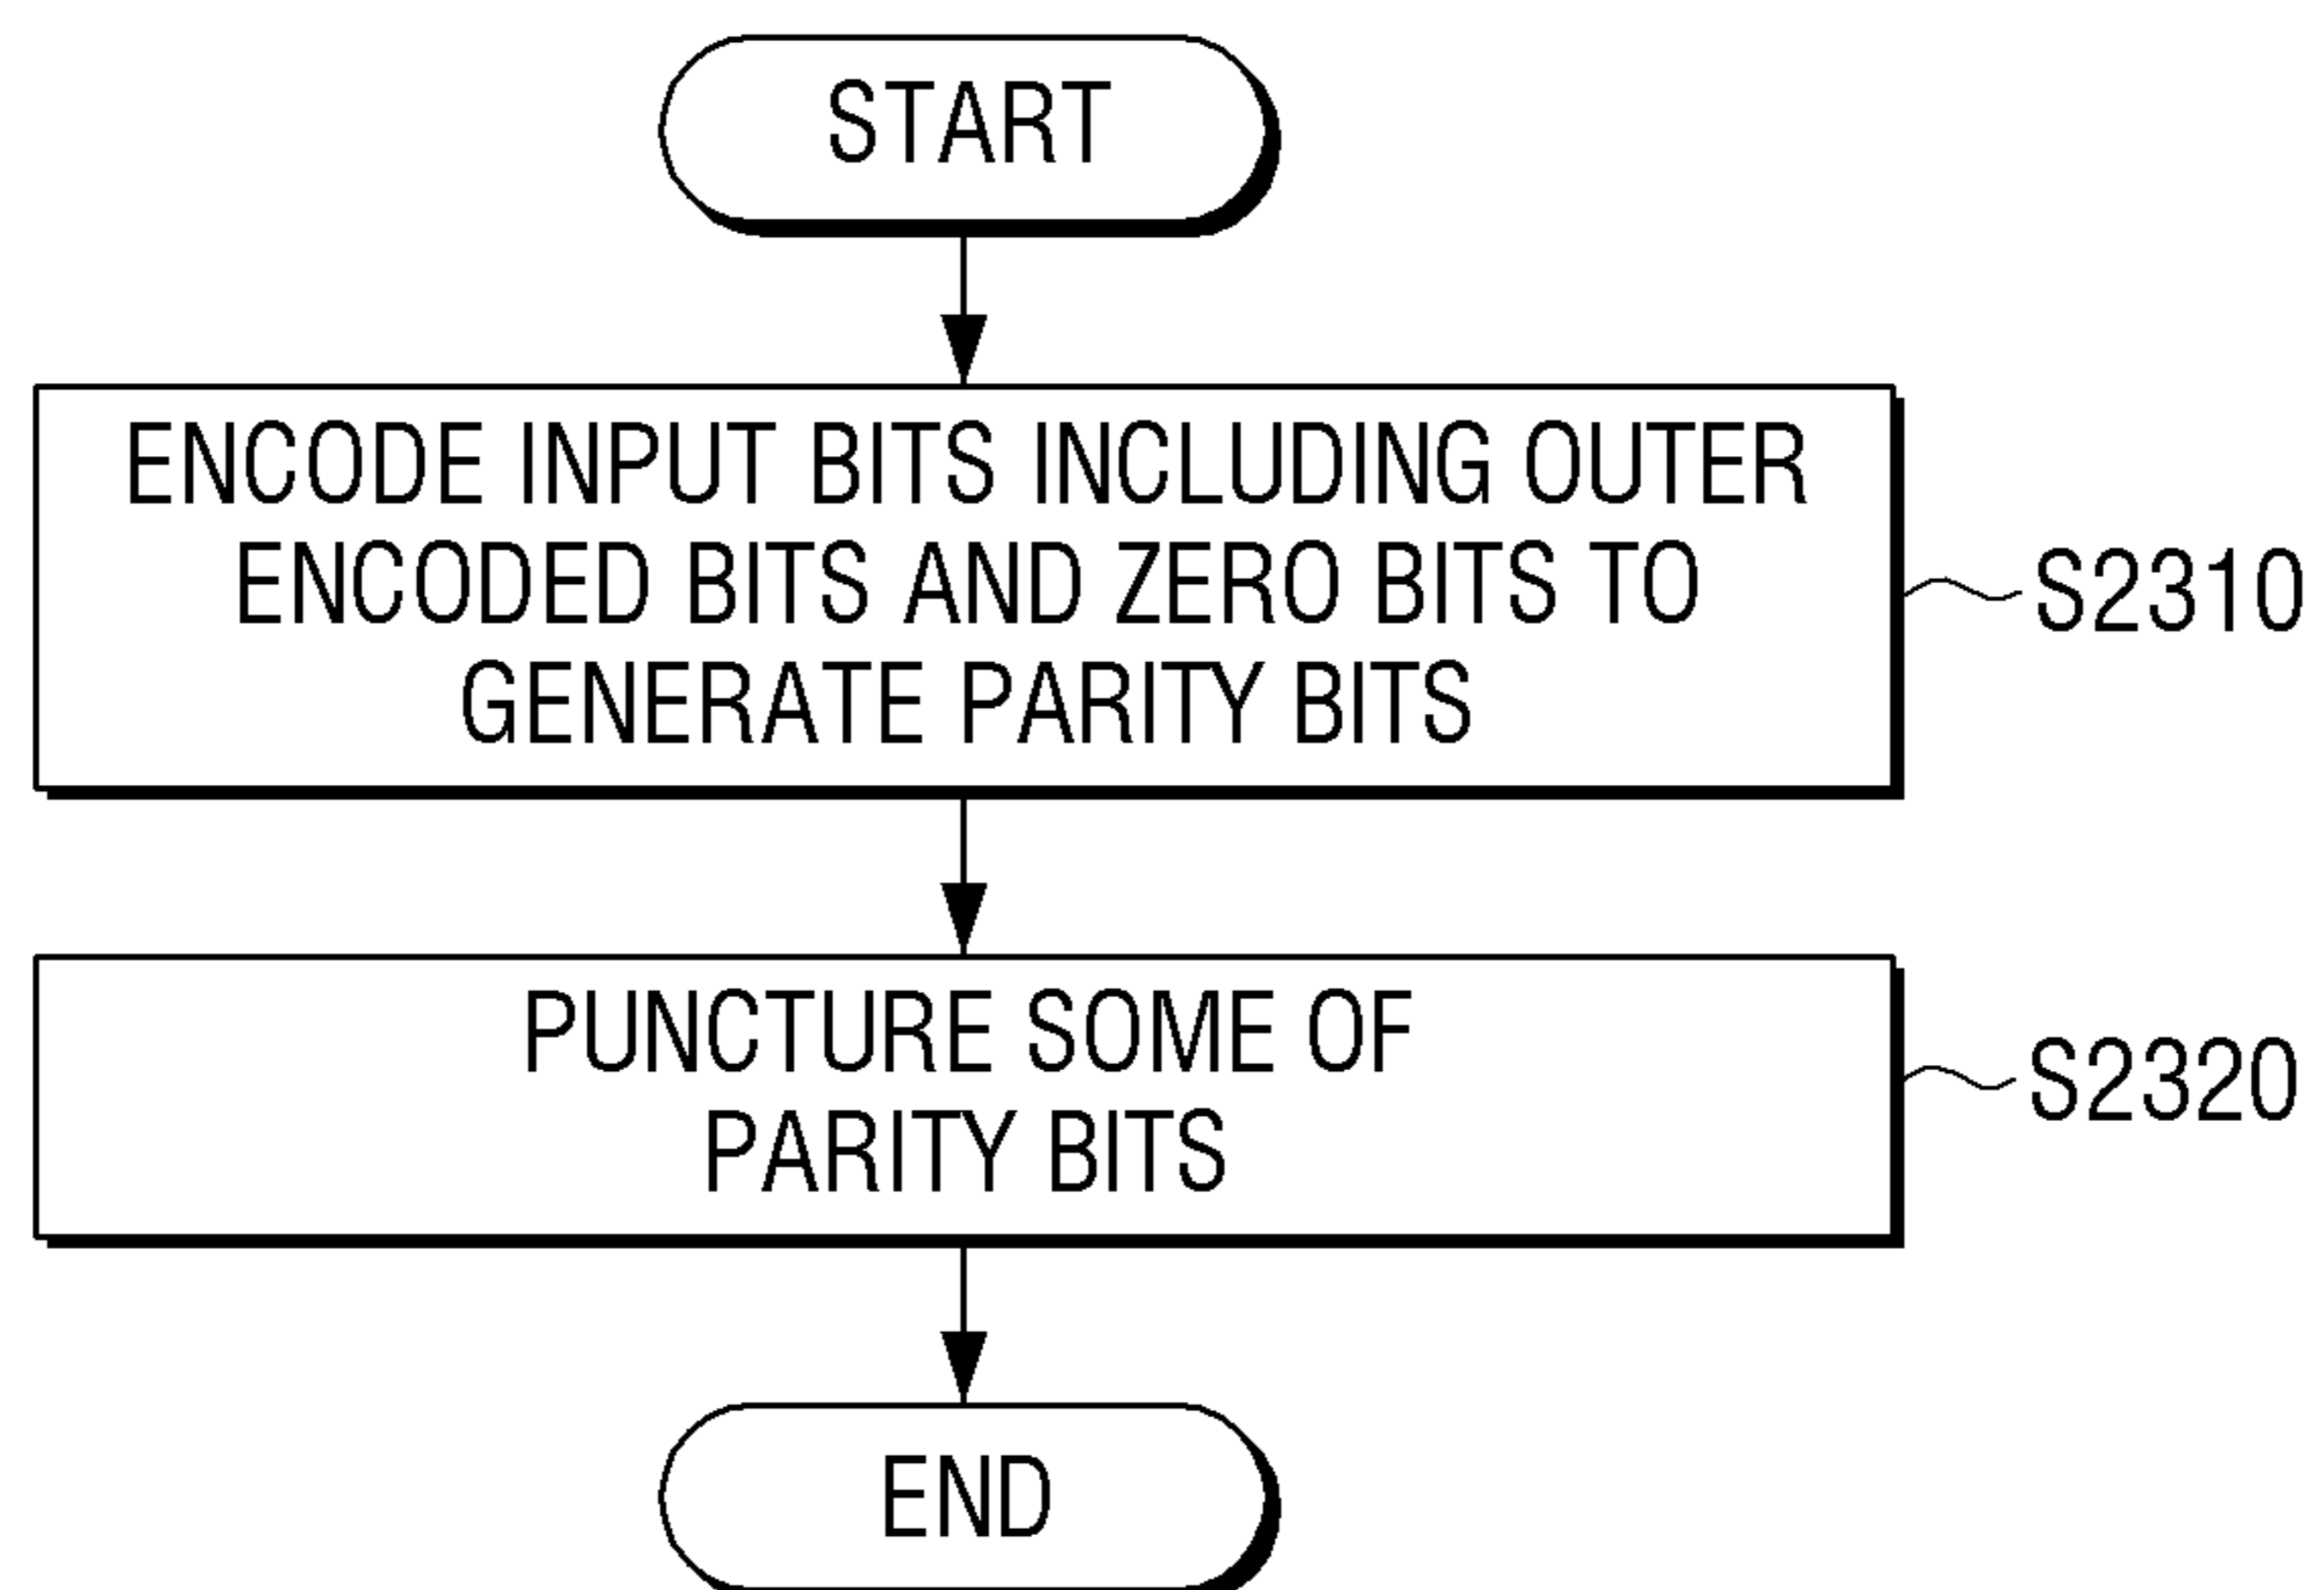 START
ENCODE INPUT BITS INCLUDING OUTER
ENCODED BITS AND ZERO BITS TO
GENERATE PARITY BITS
S2310
PUNCTURE SOME OF
PARITY BITS
S2320
END